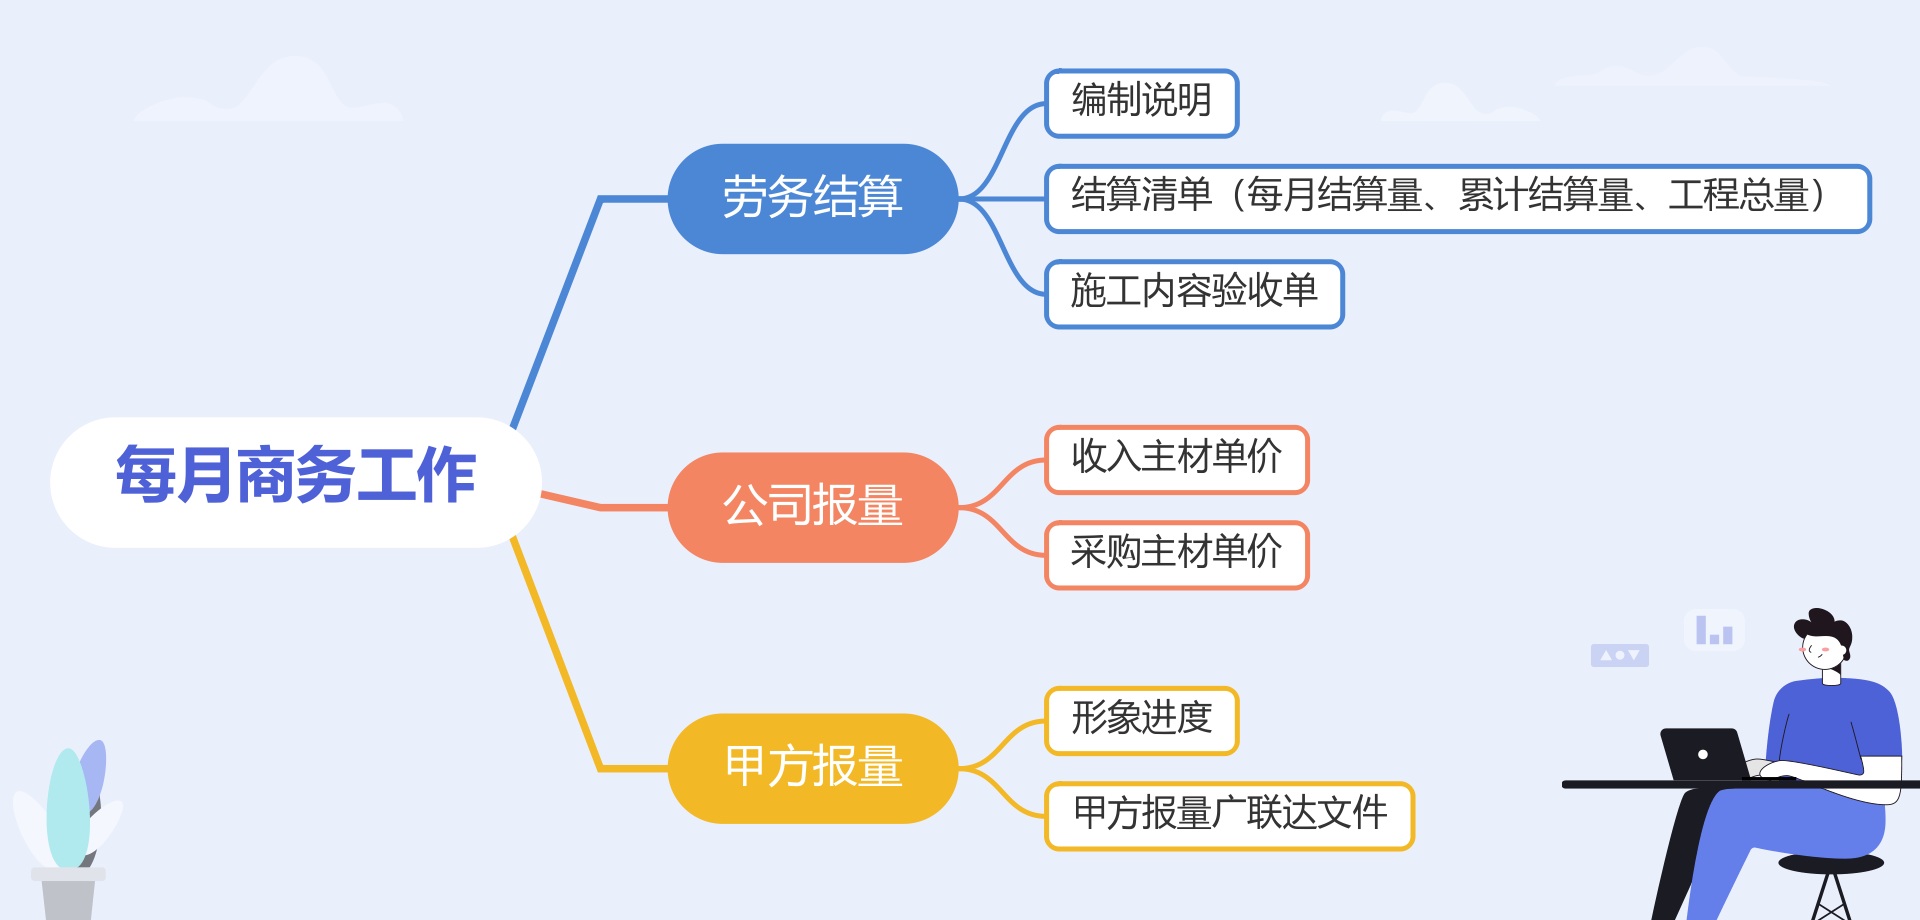 每月商务工作
劳务结算
编制说明
结算清单（每月结算量、累计结算量、工程总量）
施工内容验收单
公司报量
收入主材单价
采购主材单价
甲方报量
形象进度
甲方报量广联达文件